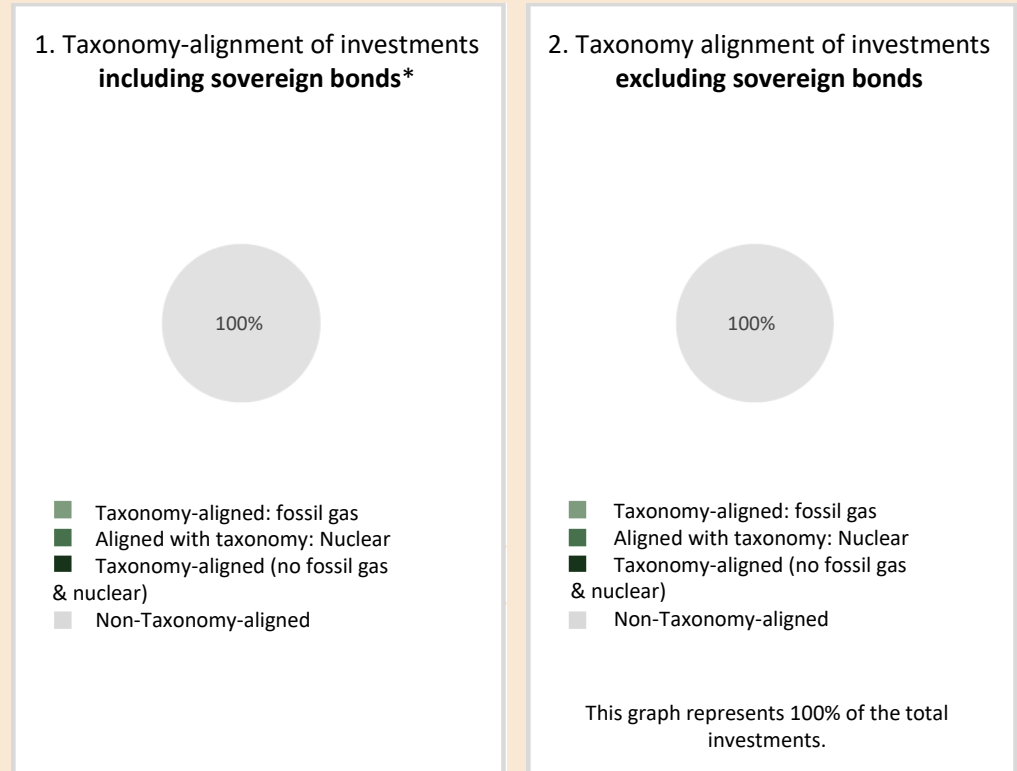 1. Taxonomy-alignment of investments
including sovereign bonds*
100%
Taxonomy-aligned: fossil gas
Aligned with taxonomy: Nuclear
Taxonomy-aligned (no fossil gas
& nuclear)
Non-Taxonomy-aligned
2. Taxonomy alignment of investments
excluding sovereign bonds
100%
Taxonomy-aligned: fossil gas
Aligned with taxonomy: Nuclear
Taxonomy-aligned (no fossil gas
& nuclear)
Non-Taxonomy-aligned
This graph represents 100% of the total
investments.